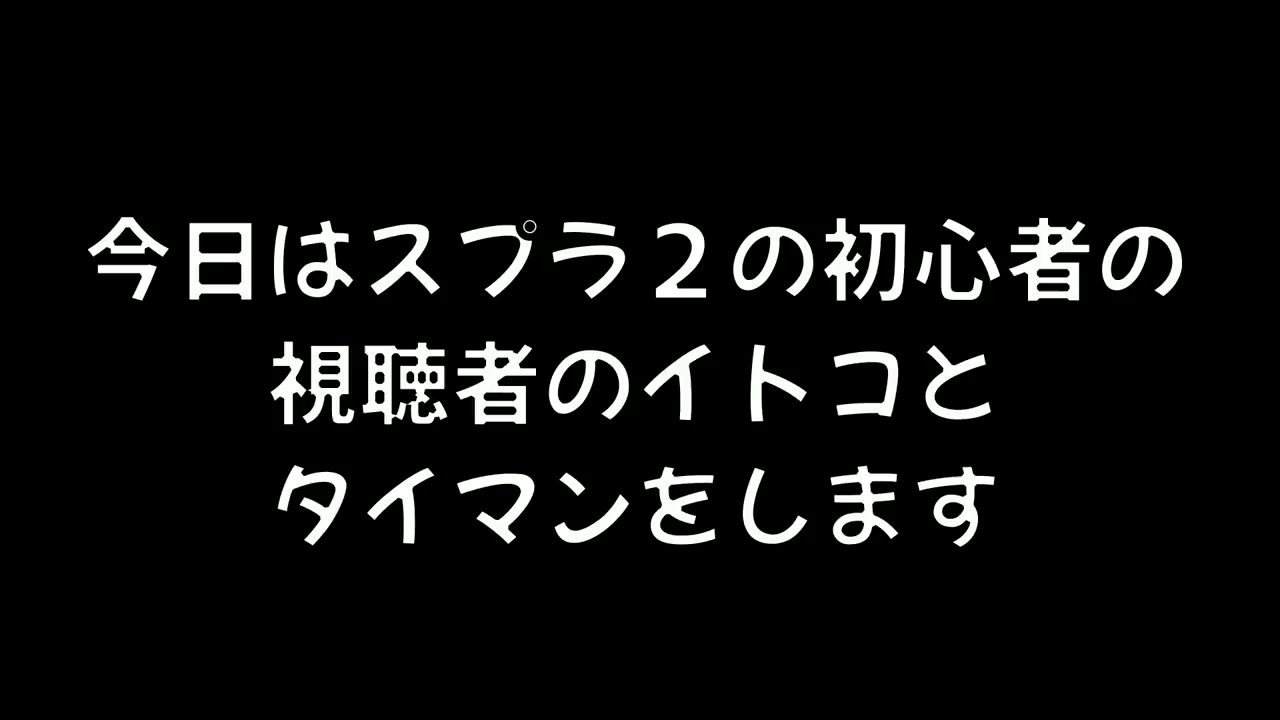 今日はスプラ２の初心者の
視聴者のイトコと
タイマンをします